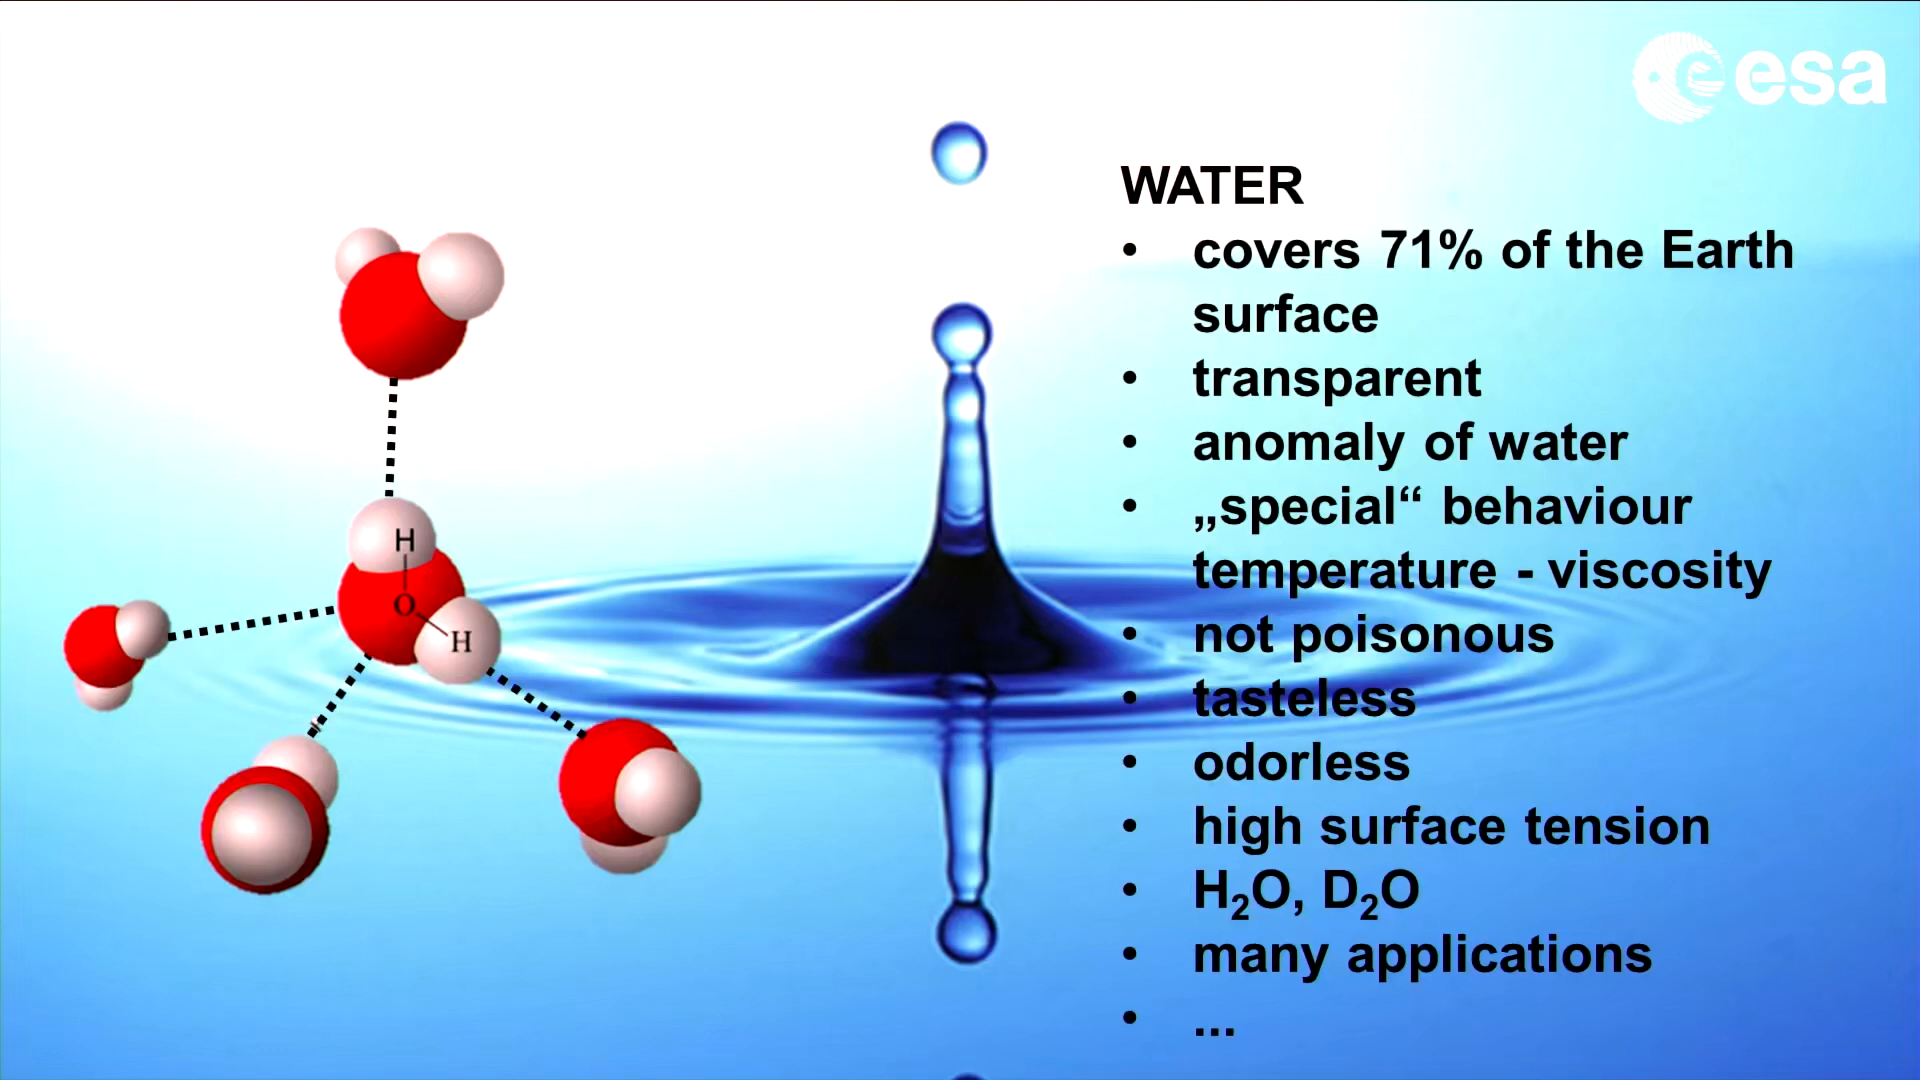 esa
WATER
• covers 71% of the Earth
surface
• transparent
• anomaly of water
• „special“ behaviour
temperature - viscosity
• not poisonous
• tasteless
• odorless
• high surface tension
• H₂O, D₂O
• many applications
• ...
H
O
H